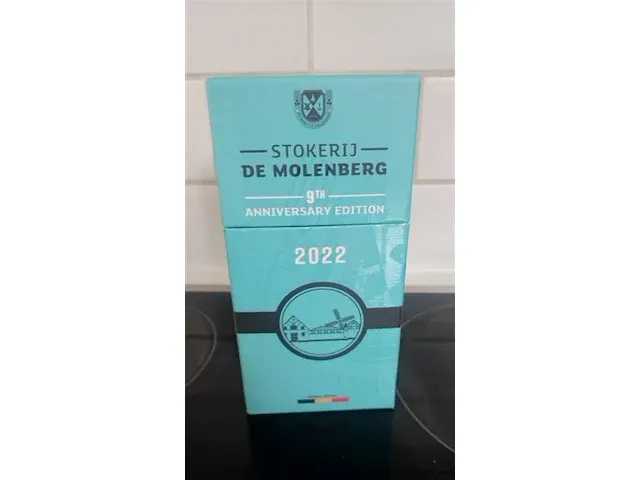 STOKERIJ
DE MOLENBERG
9TH
ANNIVERSARY EDITION
2022